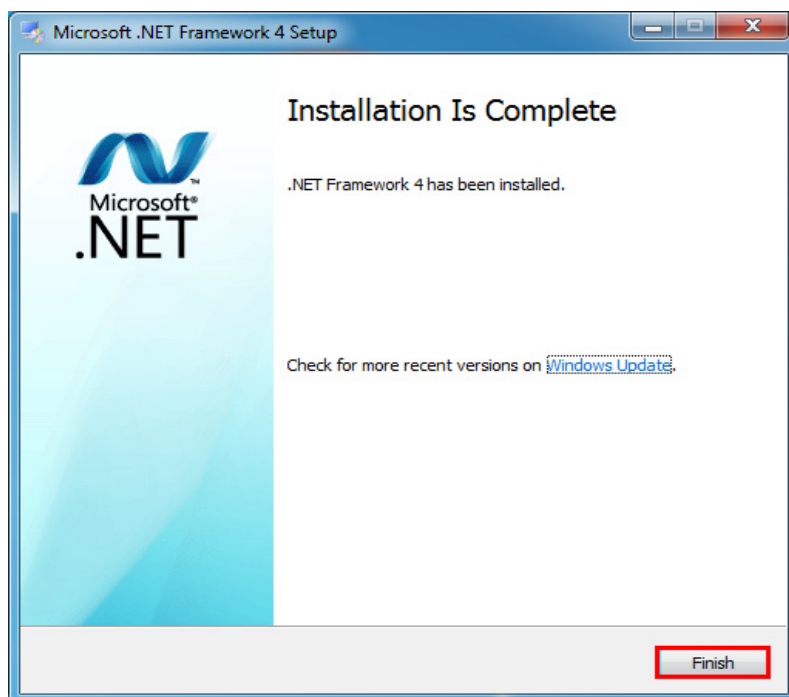 Microsoft .NET Framework 4 Setup
Installation Is Complete
.NET Framework 4 has been installed.
Microsoft®
.NET™
Check for more recent versions on Windows Update.
Finish